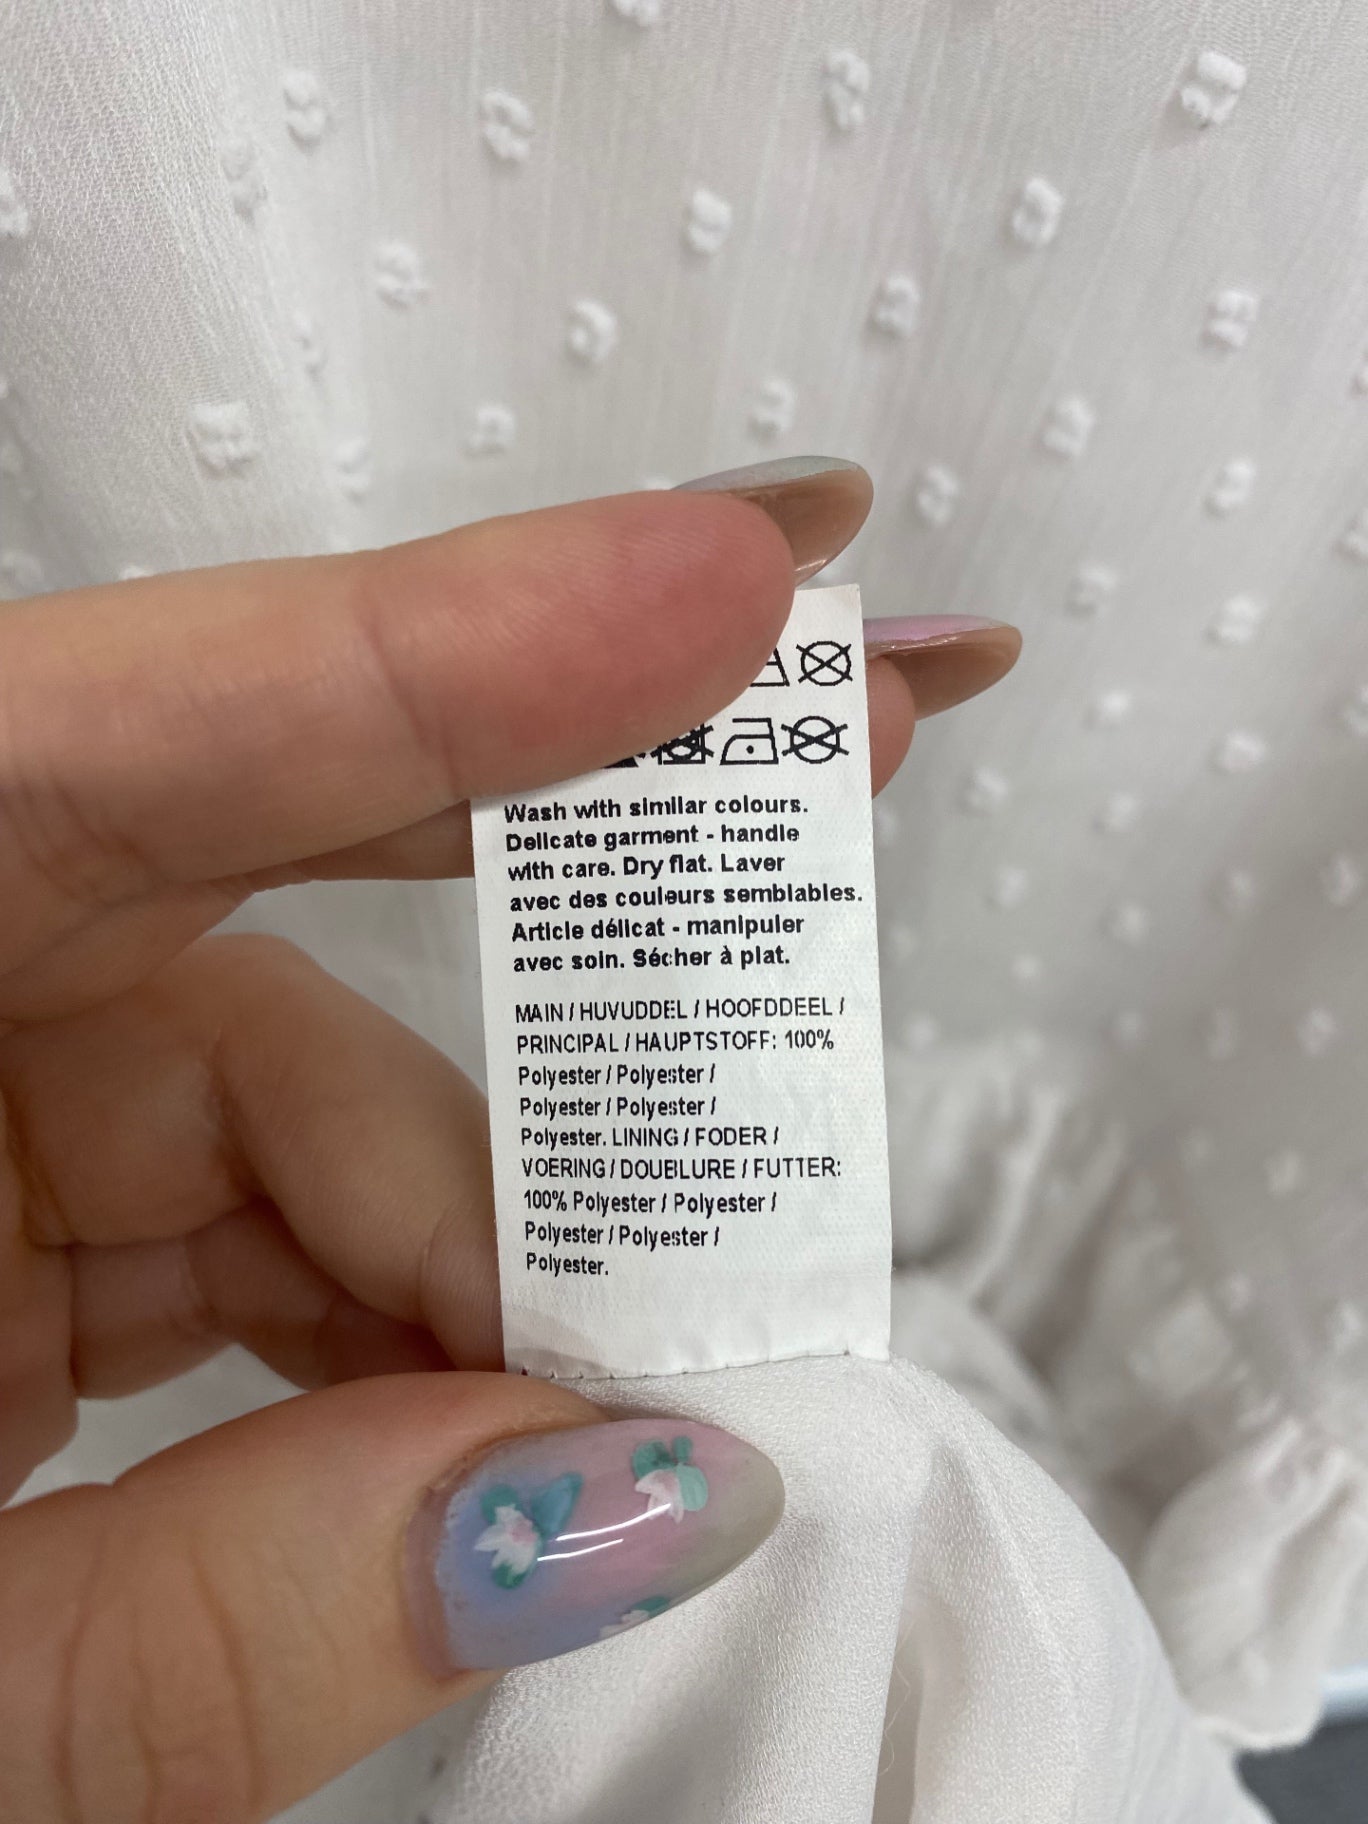 Wash with similar colours.
Delicate garment - handle
with care. Dry flat. Laver
avec des couleurs semblables.
Article délicat - manipuler
avec soin. Sécher à plat.
MAIN / HUVUDDEL / HOOFDDEEL /
PRINCIPAL / HAUPTSTOFF: 100%
Polyester / Polyester /
Polyester / Polyester /
Polyester. LINING / FODER /
VOERING / DOUBLURE / FUTTER:
100% Polyester / Polyester /
Polyester / Polyester /
Polyester.